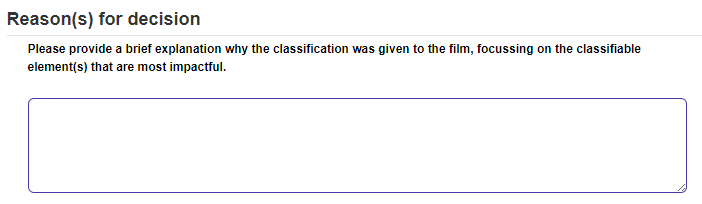 Reason(s) for decision
Please provide a brief explanation why the classification was given to the film, focussing on the classifiable
element(s) that are most impactful.